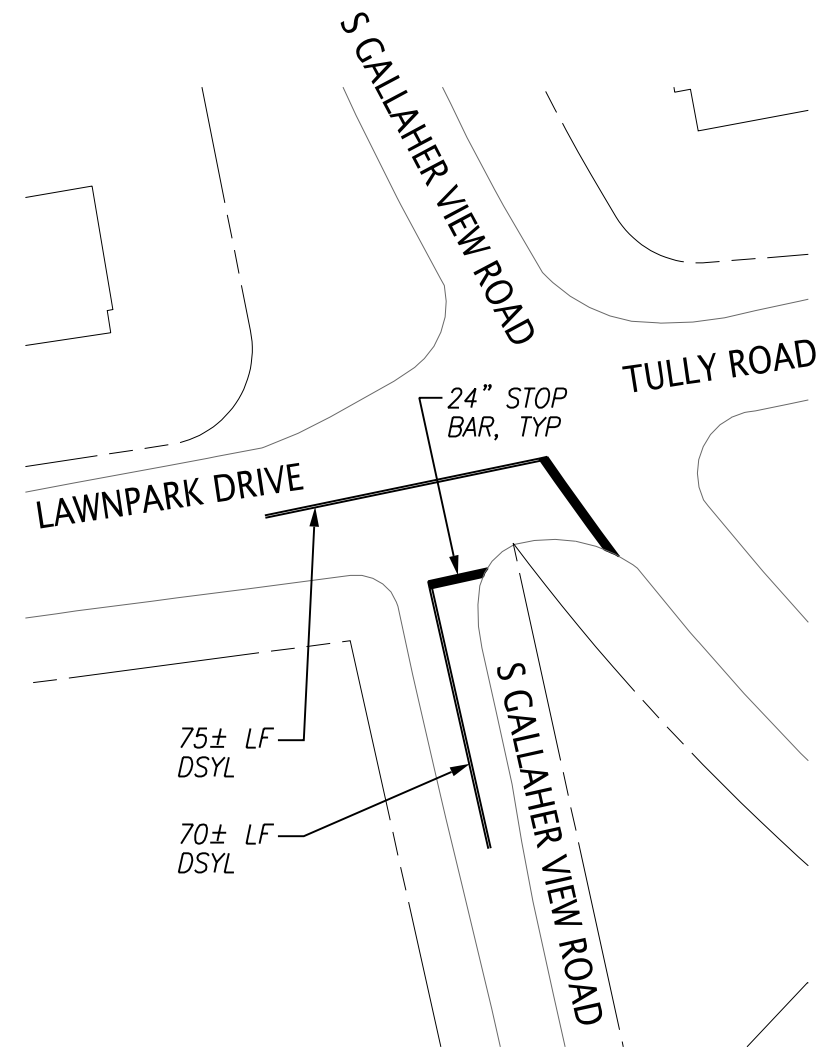 S GALLAHER VIEW ROAD
TULLY ROAD
24” STOP
BAR, TYP
LAWNPARK DRIVE
S GALLAHER VIEW ROAD
75± LF
DSYL
70± LF
DSYL